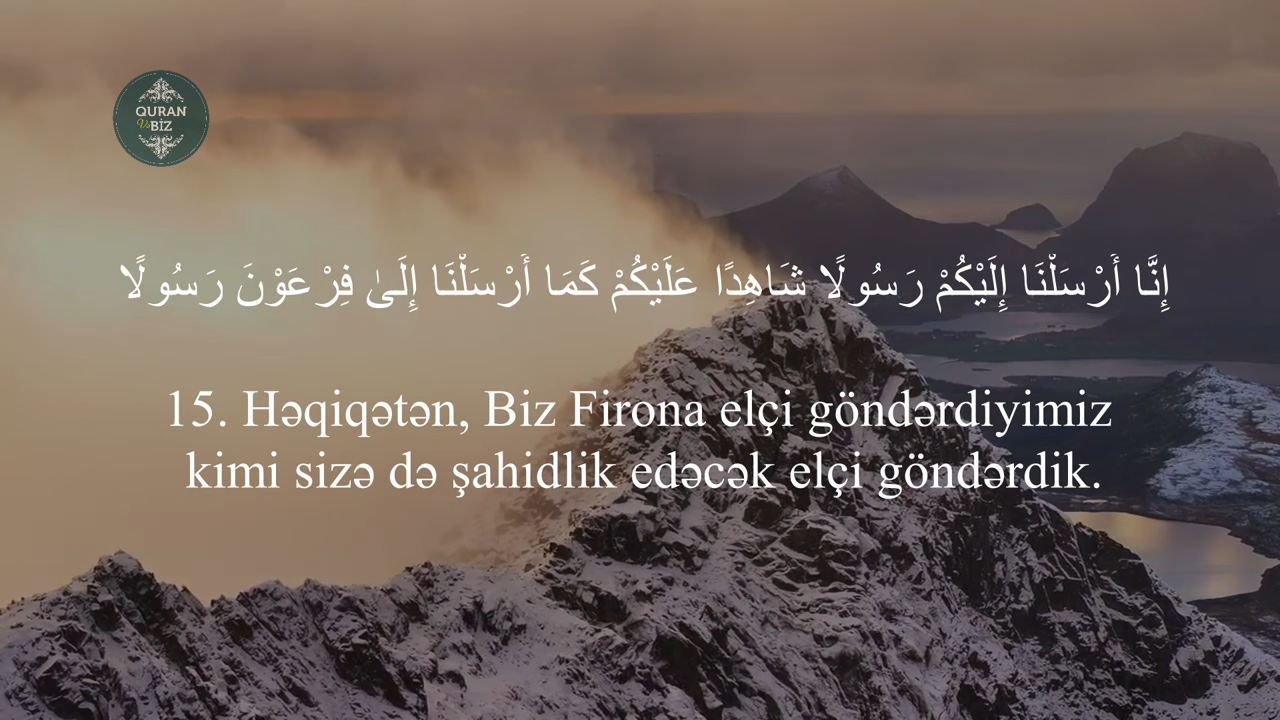 QURAN
Və BİZ
إِنَّا أَرْسَلْنَا إِلَيْكُمْ رَسُولًا شَاهِدًا عَلَيْكُمْ كَمَا أَرْسَلْنَا إِلَىٰ فِرْعَوْنَ رَسُولًا
15. Həqiqətən, Biz Firona elçi göndərdiyimiz
kimi sizə də şahidlik edəcək elçi göndərdik.